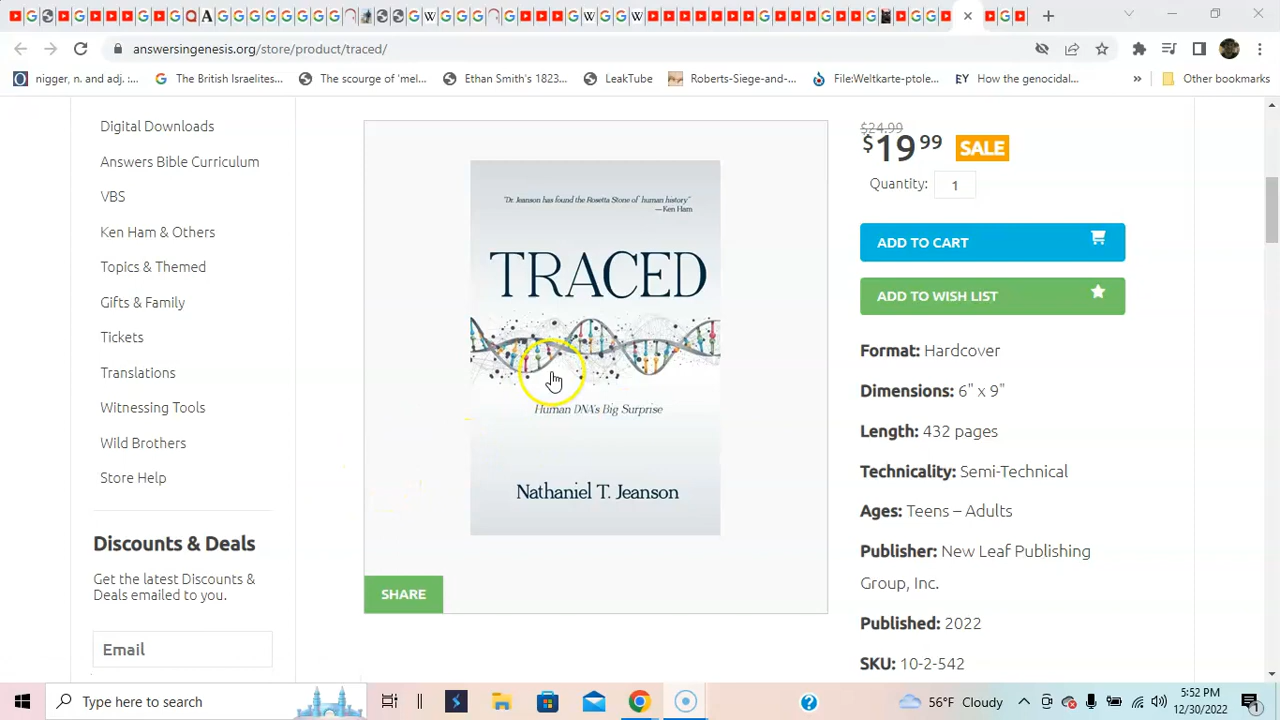 answersingenesis.org/store/product/traced/
nigger, n. and adj. :... The British Israelites... The scourge of 'mel... Ethan Smith's 1823... LeakTube Roberts-Siege-and-... File:Weltkarte-ptole... EY How the genocidal... » Other bookmarks
Digital Downloads
Answers Bible Curriculum
VBS
Ken Ham & Others
Topics & Themed
Gifts & Family
Tickets
Translations
Witnessing Tools
Wild Brothers
Store Help
Discounts & Deals
Get the latest Discounts &
Deals emailed to you.
Email
"Dr. Jeanson has found the Rosetta Stone of human history"
—Ken Ham
TRACED
Human DNA's Big Surprise
Nathaniel T. Jeanson
SHARE
$24.99
$19.99 SALE
Quantity: 1
ADD TO CART
ADD TO WISH LIST
Format: Hardcover
Dimensions: 6" x 9"
Length: 432 pages
Technicality: Semi-Technical
Ages: Teens – Adults
Publisher: New Leaf Publishing
Group, Inc.
Published: 2022
SKU: 10-2-542
Type here to search
56°F Cloudy
5:52 PM
12/30/2022
1